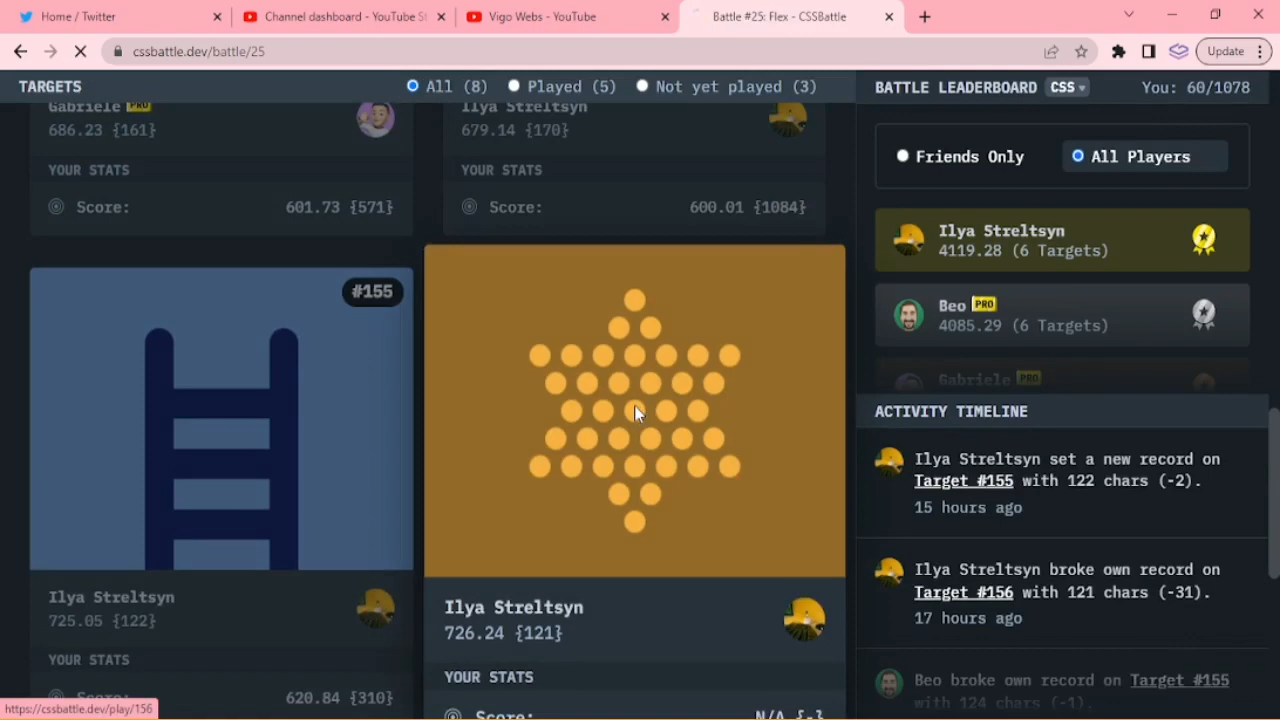 Home / Twitter
Channel dashboard - YouTube St
Vigo Webs - YouTube
Battle #25: Flex - CSSBattle
cssbattle.dev/battle/25
Update
TARGETS
All (8)
Played (5)
Not yet played (3)
BATTLE LEADERBOARD
CSS
You: 60/1078
Gabriele PRO
686.23 {161}
Ilya Streltsyn
679.14 {170}
YOUR STATS
YOUR STATS
Score:
601.73 {571}
Score:
600.01 {1084}
Friends Only
All Players
Ilya Streltsyn
4119.28 (6 Targets)
Beo PRO
4085.29 (6 Targets)
Gabriele PRO
#155
ACTIVITY TIMELINE
Ilya Streltsyn set a new record on
Target #155 with 122 chars (-2).
15 hours ago
Ilya Streltsyn broke own record on
Target #156 with 121 chars (-31).
17 hours ago
Beo broke own record on Target #155
with 124 chars (-1).
Ilya Streltsyn
725.05 {122}
YOUR STATS
Score:
620.84 {310}
Ilya Streltsyn
726.24 {121}
YOUR STATS
Score:
N/A {-}
https://cssbattle.dev/play/156